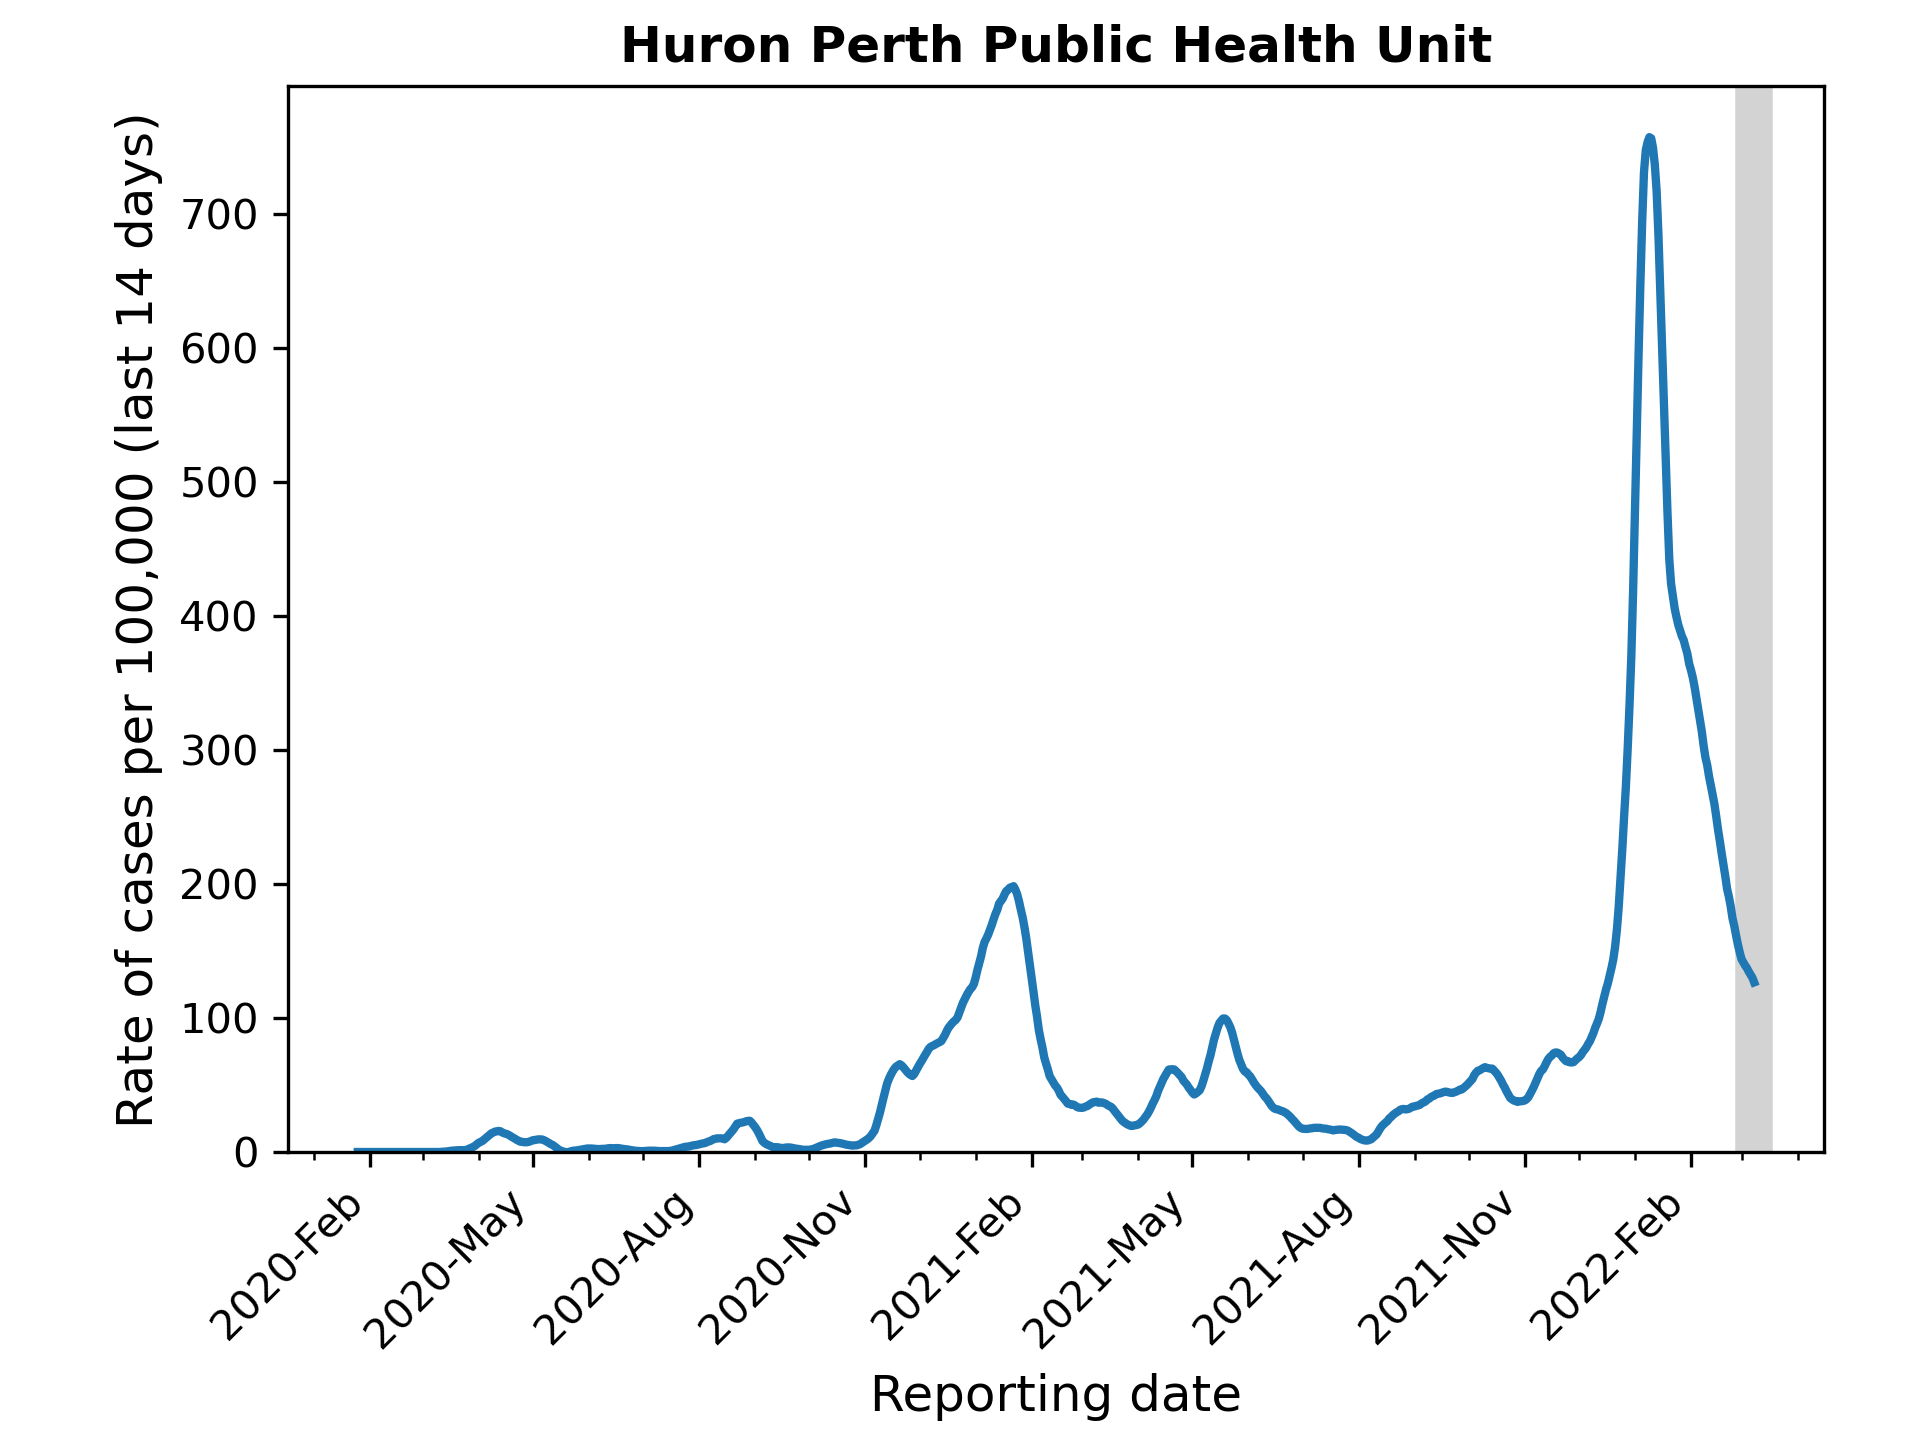 Huron Perth Public Health Unit
Rate of cases per 100,000 (last 14 days)
700
600
500
400
300
200
100
0
2020-Feb
2020-May
2020-Aug
2020-Nov
2021-Feb
2021-May
2021-Aug
2021-Nov
2022-Feb
Reporting date